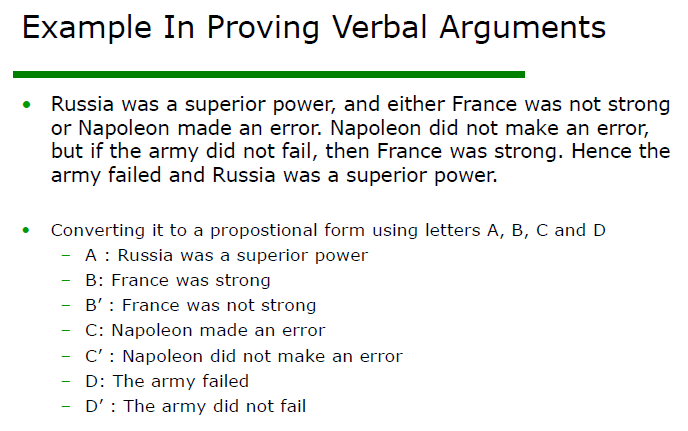 Example In Proving Verbal Arguments
• Russia was a superior power, and either France was not strong
or Napoleon made an error. Napoleon did not make an error,
but if the army did not fail, then France was strong. Hence the
army failed and Russia was a superior power.
• Converting it to a propostional form using letters A, B, C and D
– A : Russia was a superior power
– B: France was strong
– B’ : France was not strong
– C: Napoleon made an error
– C’ : Napoleon did not make an error
– D: The army failed
– D’ : The army did not fail